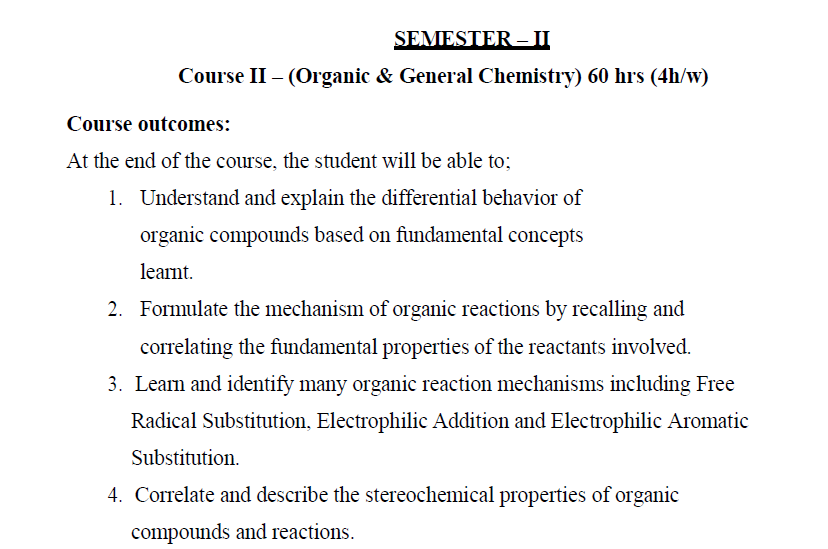 SEMESTER – II
Course II – (Organic & General Chemistry) 60 hrs (4h/w)
Course outcomes:
At the end of the course, the student will be able to;
1. Understand and explain the differential behavior of
organic compounds based on fundamental concepts
learnt.
2. Formulate the mechanism of organic reactions by recalling and
correlating the fundamental properties of the reactants involved.
3. Learn and identify many organic reaction mechanisms including Free
Radical Substitution, Electrophilic Addition and Electrophilic Aromatic
Substitution.
4. Correlate and describe the stereochemical properties of organic
compounds and reactions.